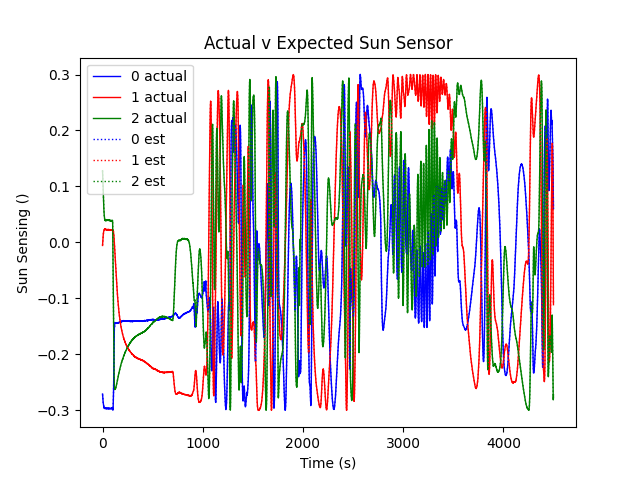 Actual v Expected Sun Sensor
0.3
0.2
0.1
0.0
−0.1
−0.2
−0.3
Sun Sensing ()
0 actual
1 actual
2 actual
0 est
1 est
2 est
0
1000
2000
3000
4000
Time (s)